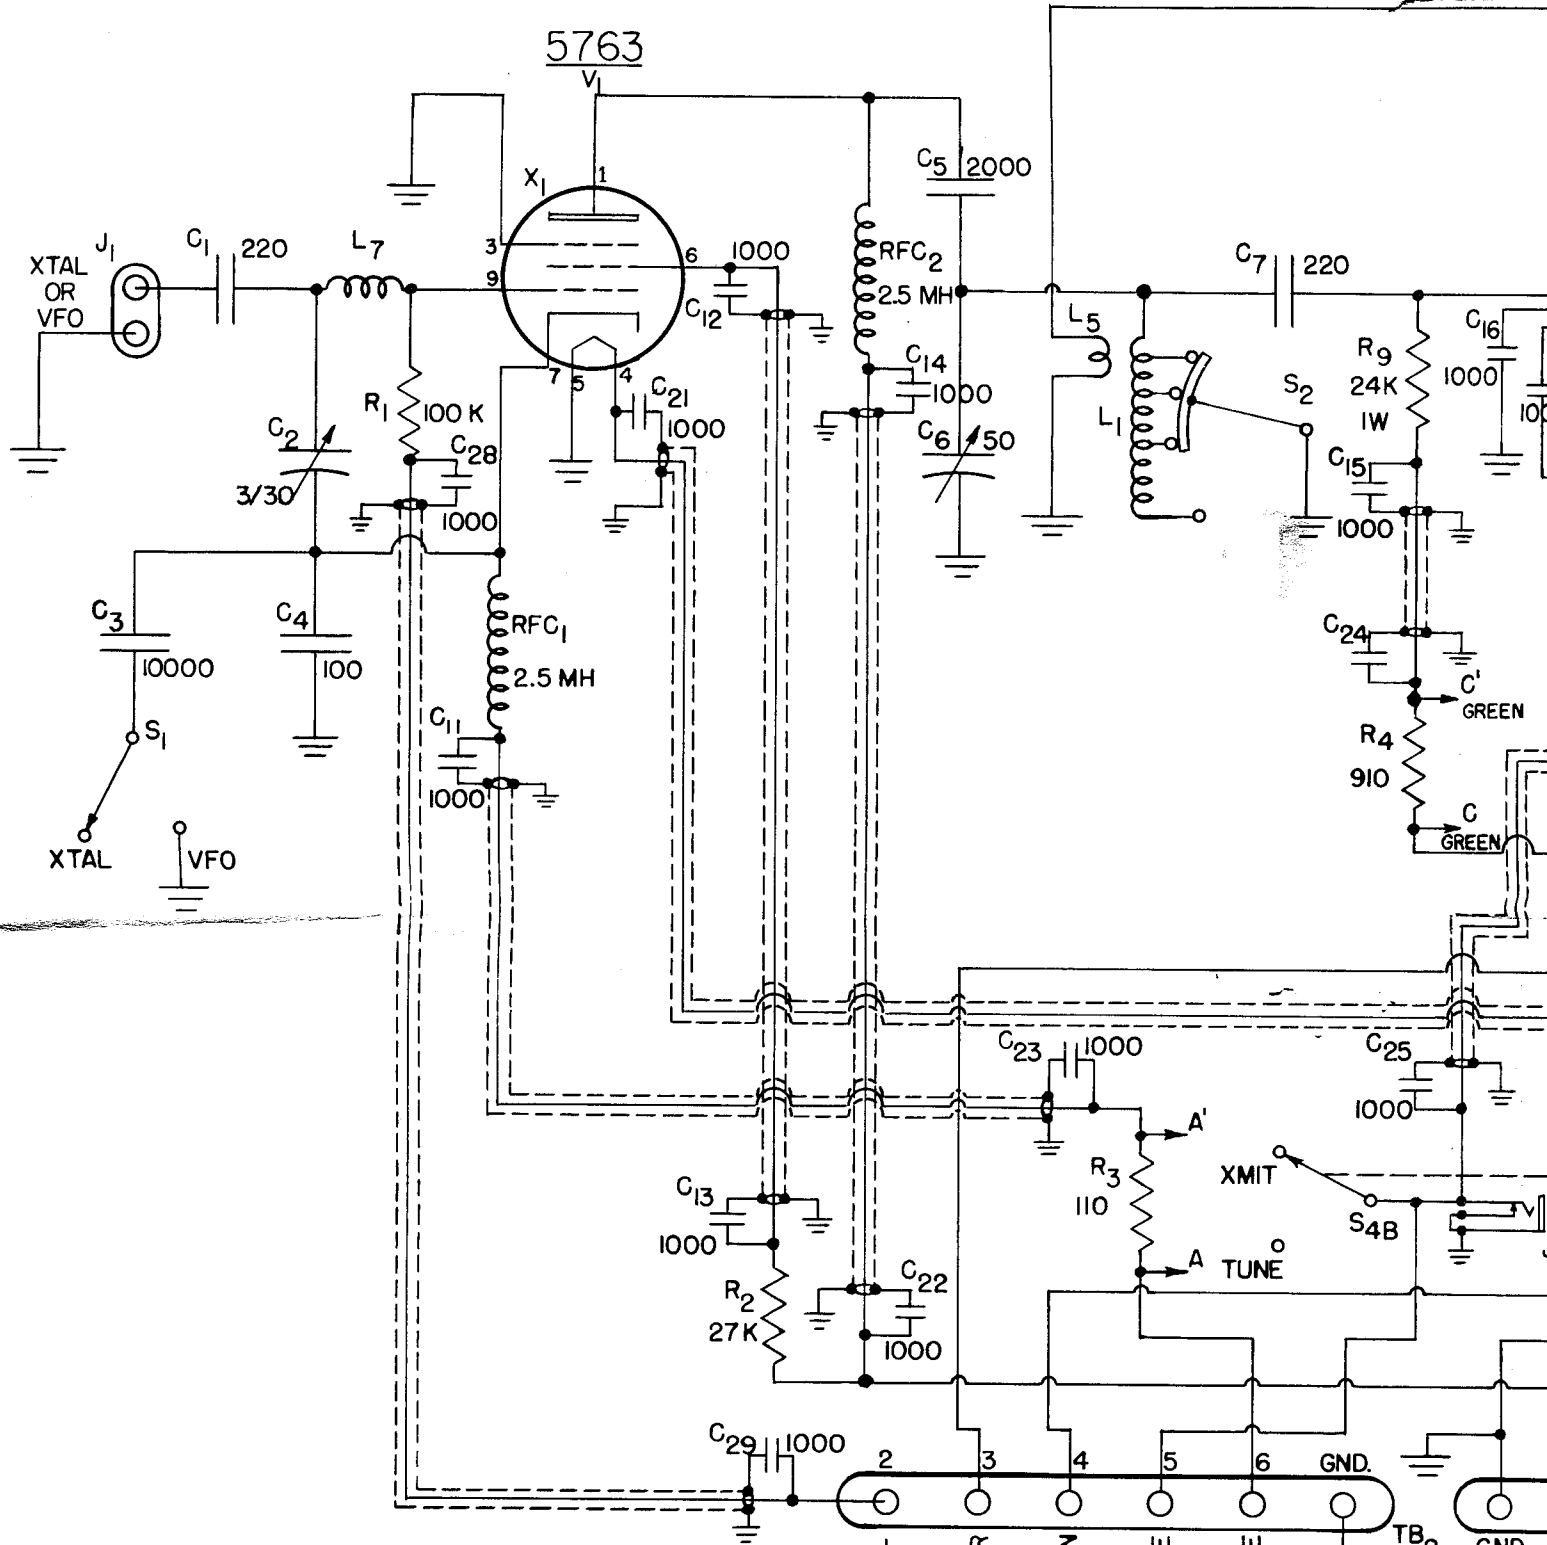 5763
V1
X1
1
3
9
6
7
5
4
J1
XTAL
OR
VFO
C1 220
L7
C2
3/30
R1 100 K
C28
1000
C21
1000
1000
C12
RFC2
2.5 MH
C5 2000
C14
1000
C6 50
L5
L1
S2
C7 220
R9
24K
1W
C16
1000
C15
1000
C24
C'
GREEN
R4
910
C
GREEN
C3
10000
C4
100
RFC1
2.5 MH
C11
1000
S1
XTAL
VFO
C23 1000
C25
1000
A'
R3
110
A
XMIT
S4B
TUNE
C13
1000
R2
27K
C22
1000
C29 1000
2
3
4
5
6
GND.